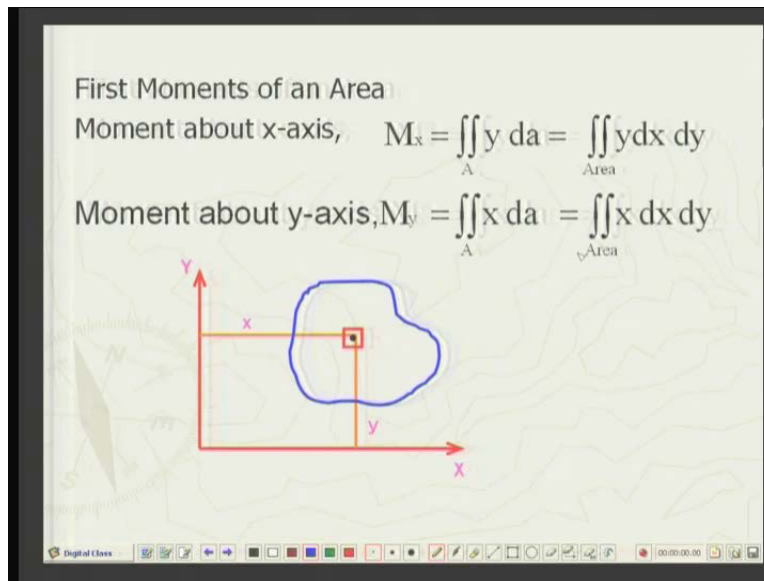 First Moments of an Area
Moment about x-axis, Mx = ∬ y da = ∬ ydx dy
A Area
Moment about y-axis, My = ∬ x da = ∬ x dx dy
A Area
Y
x
y
X
N
S
Digital Class 00:00:00.00